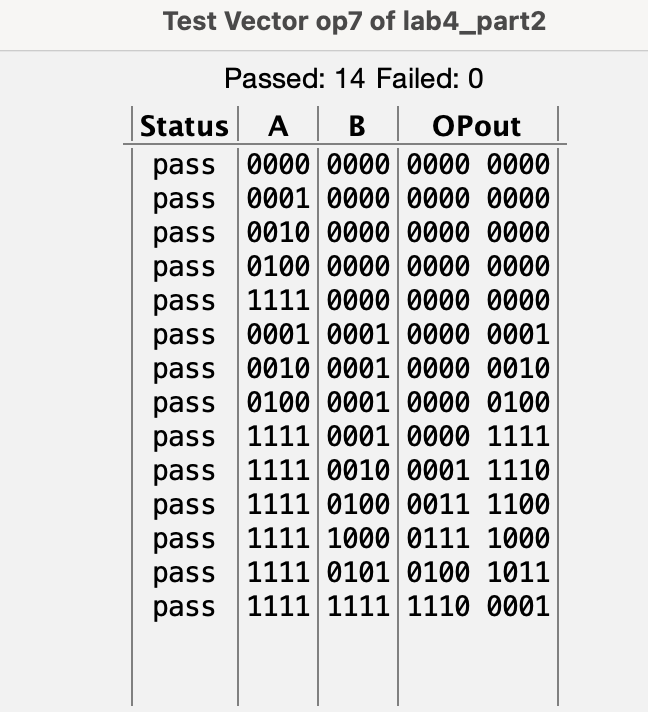 Test Vector op7 of lab4_part2
Passed: 14 Failed: 0
Status A B OPout
pass 0000 0000 0000 0000
pass 0001 0000 0000 0000
pass 0010 0000 0000 0000
pass 0100 0000 0000 0000
pass 1111 0000 0000 0000
pass 0001 0001 0000 0001
pass 0010 0001 0000 0010
pass 0100 0001 0000 0100
pass 1111 0001 0000 1111
pass 1111 0010 0001 1110
pass 1111 0100 0011 1100
pass 1111 1000 0111 1000
pass 1111 0101 0100 1011
pass 1111 1111 1110 0001